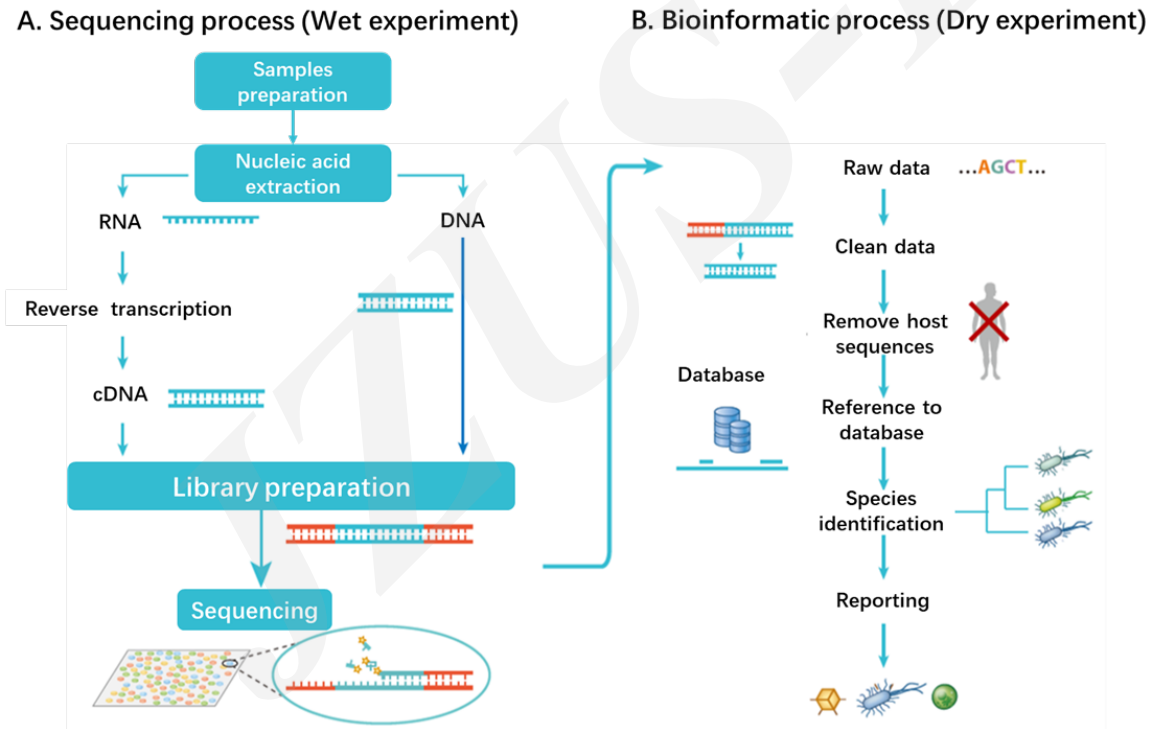 A. Sequencing process (Wet experiment)
Samples
preparation
Nucleic acid
extraction
RNA
DNA
Reverse transcription
cDNA
Library preparation
Sequencing
B. Bioinformatic process (Dry experiment)
Raw data ...AGCT...
Clean data
Remove host
sequences
Database
Reference to
database
Species
identification
Reporting
JZUS-